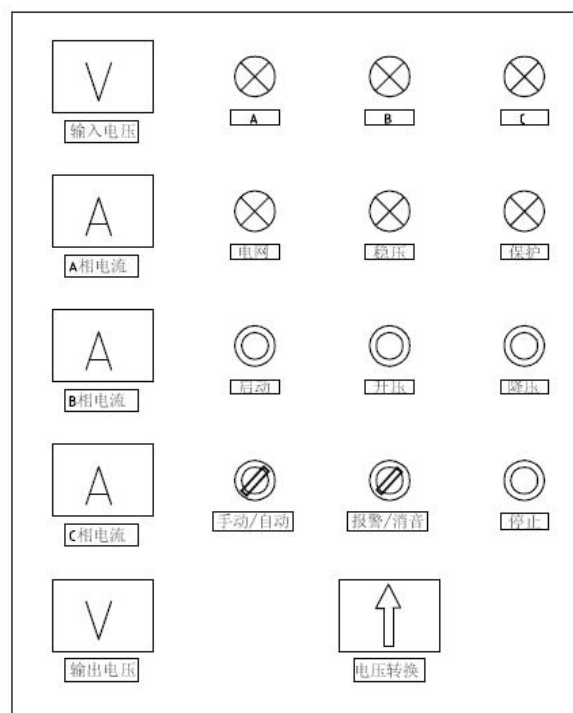 V
输入电压
A
B
C
A
A相电流
电网
稳压
保护
A
B相电流
启动
升压
降压
A
C相电流
手动/自动
报警/消音
停止
V
输出电压
电压转换